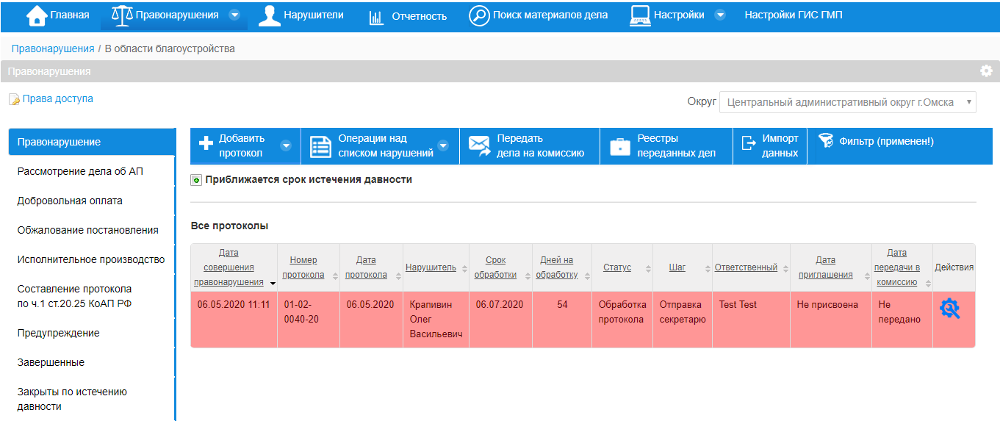 Главная Правонарушения Нарушители Отчетность Поиск материалов дела Настройки Настройки ГИС ГМП
Правонарушения / В области благоустройства
Правонарушения
Права доступа
Округ Центральный административный округ г.Омска
Правонарушение
Рассмотрение дела об АП
Добровольная оплата
Обжалование постановления
Исполнительное производство
Составление протокола
по ч.1 ст.20.25 КоАП РФ
Предупреждение
Завершенные
Закрыты по истечению
давности
Добавить
протокол
Операции над
списком нарушений
Передать
дела на комиссию
Реестры
переданных дел
Импорт
данных
Фильтр (применен!)
Приближается срок истечения давности
Все протоколы
Дата
совершения
правонарушения
Номер
протокола
Дата
протокола
Нарушитель
Срок
обработки
Дней на
обработку
Статус
Шаг
Ответственный
Дата
приглашения
Дата
передачи в
комиссию
Действия
06.05.2020 11:11
01-02-
0040-20
06.05.2020
Крапивин
Олег
Васильевич
06.07.2020
54
Обработка
протокола
Отправка
секретарю
Test Test
Не присвоена
Не
передано